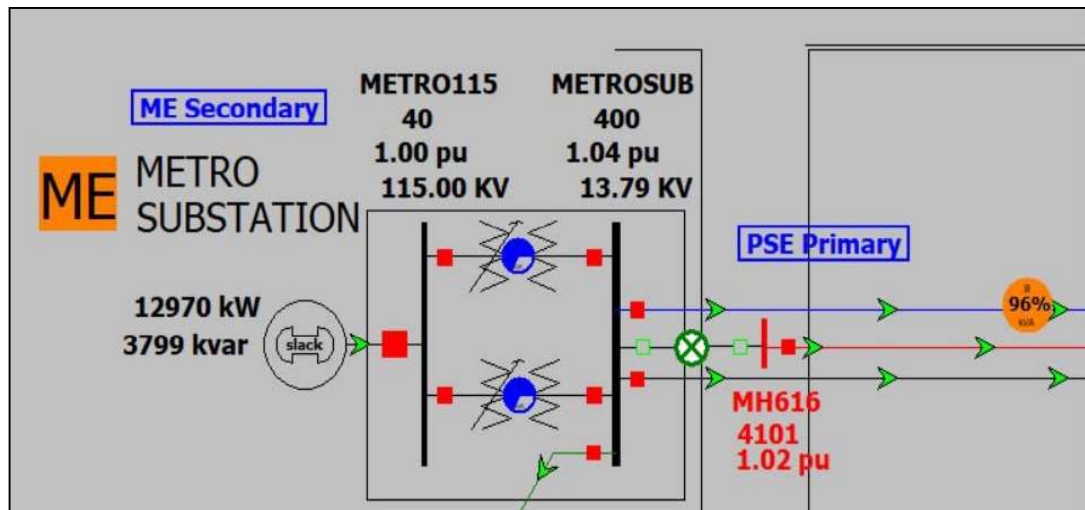 METRO115
40
1.00 pu
115.00 KV
METROSUB
400
1.04 pu
13.79 KV
ME Secondary
ME
METRO
SUBSTATION
PSE Primary
12970 kW
3799 kvar
slack
96%
kVA
MH616
4101
1.02 pu